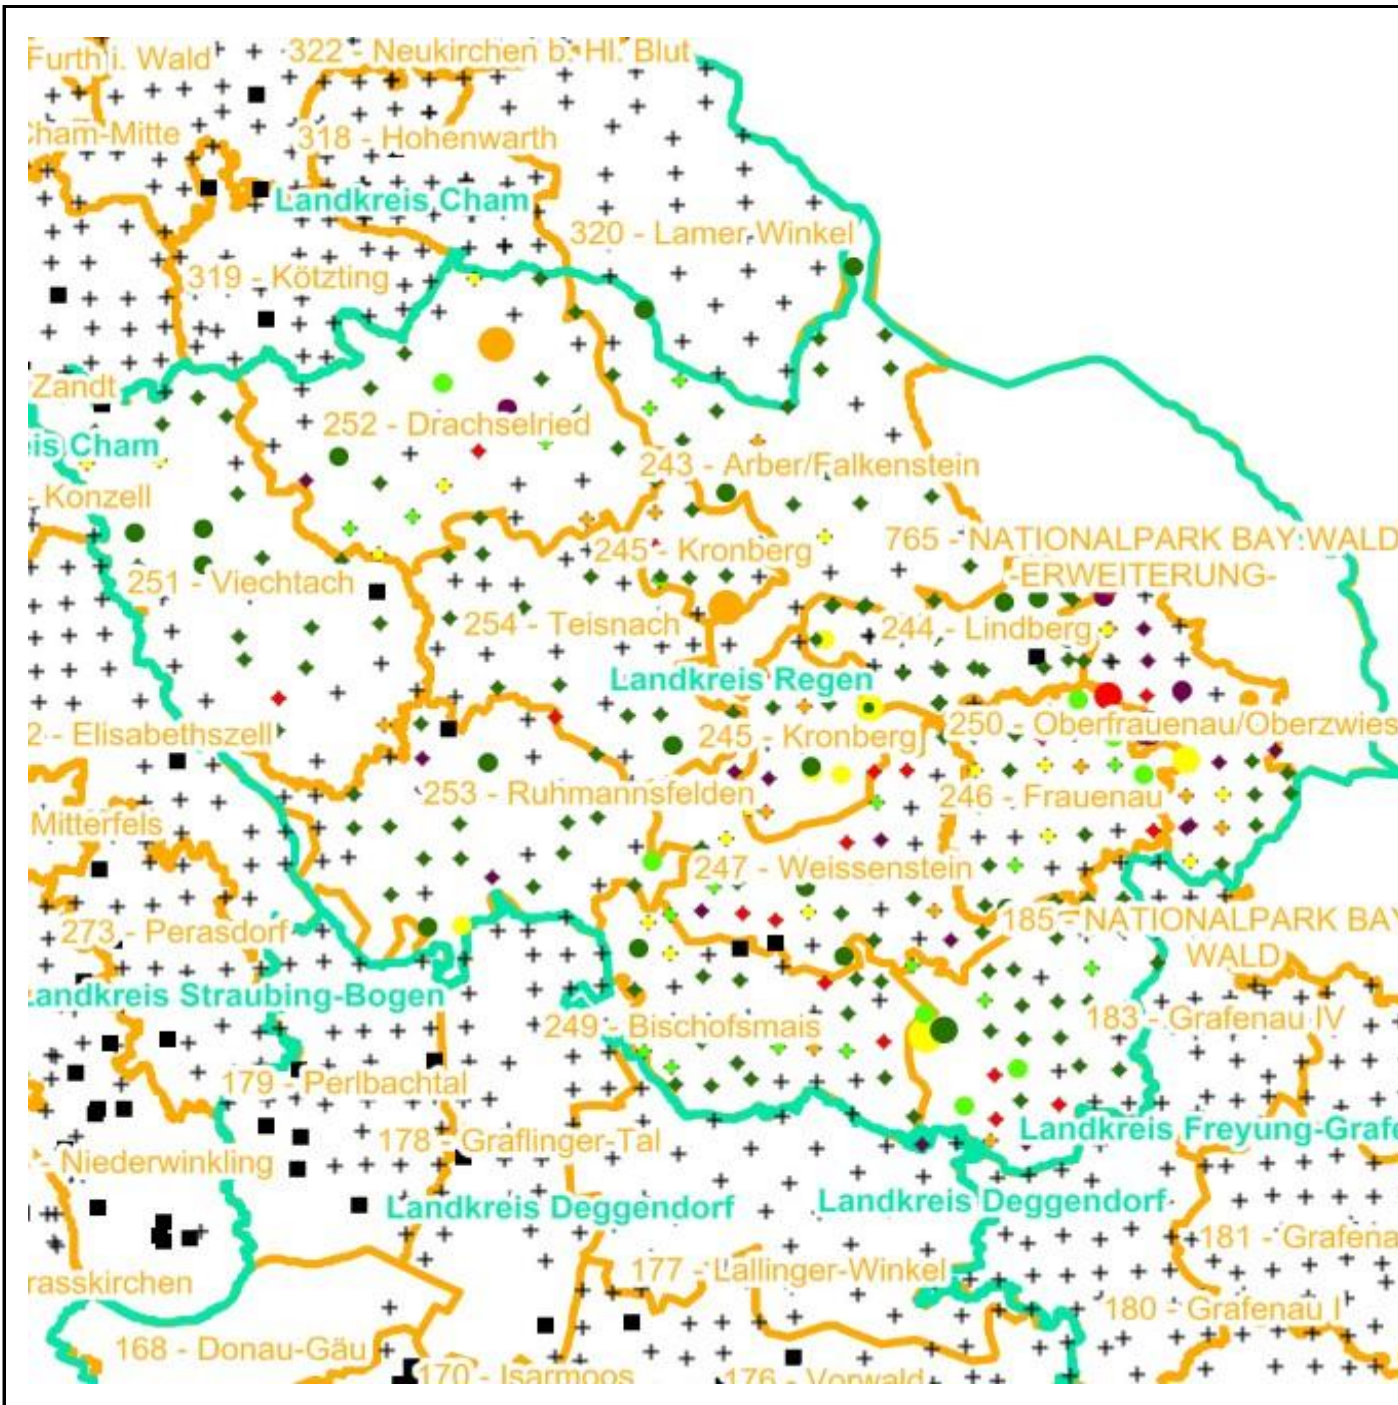 Furth i. Wald
322 - Neukirchen b. Hl. Blut
Cham-Mitte
318 - Hohenwarth
Landkreis Cham
320 - Lamer Winkel
319 - Kötzting
Zandt
252 - Drachselried
eis Cham
243 - Arber/Falkenstein
- Konzell
765 - NATIONALPARK BAY.WALD
-ERWEITERUNG-
245 - Kronberg
251 - Viechtach
254 - Teisnach
244 - Lindberg
Landkreis Regen
2 - Elisabethszell
245 - Kronberg
250 - Oberfrauenau/Oberzwies
253 - Ruhmannsfelden
246 - Frauenau
Mitterfels
247 - Weissenstein
273 - Perasdorf
185 - NATIONALPARK BA
WALD
Landkreis Straubing-Bogen
249 - Bischofsmais
183 - Grafenau IV
179 - Perlbachtal
178 - Graflinger-Tal
Landkreis Freyung-Grafe
- Niederwinkling
Landkreis Deggendorf
Landkreis Deggendorf
181 - Grafena
177 - Lallinger-Winkel
rasskirchen
180 - Grafenau I
168 - Donau-Gäu
170 - Isarmoos
176 - Vorwald